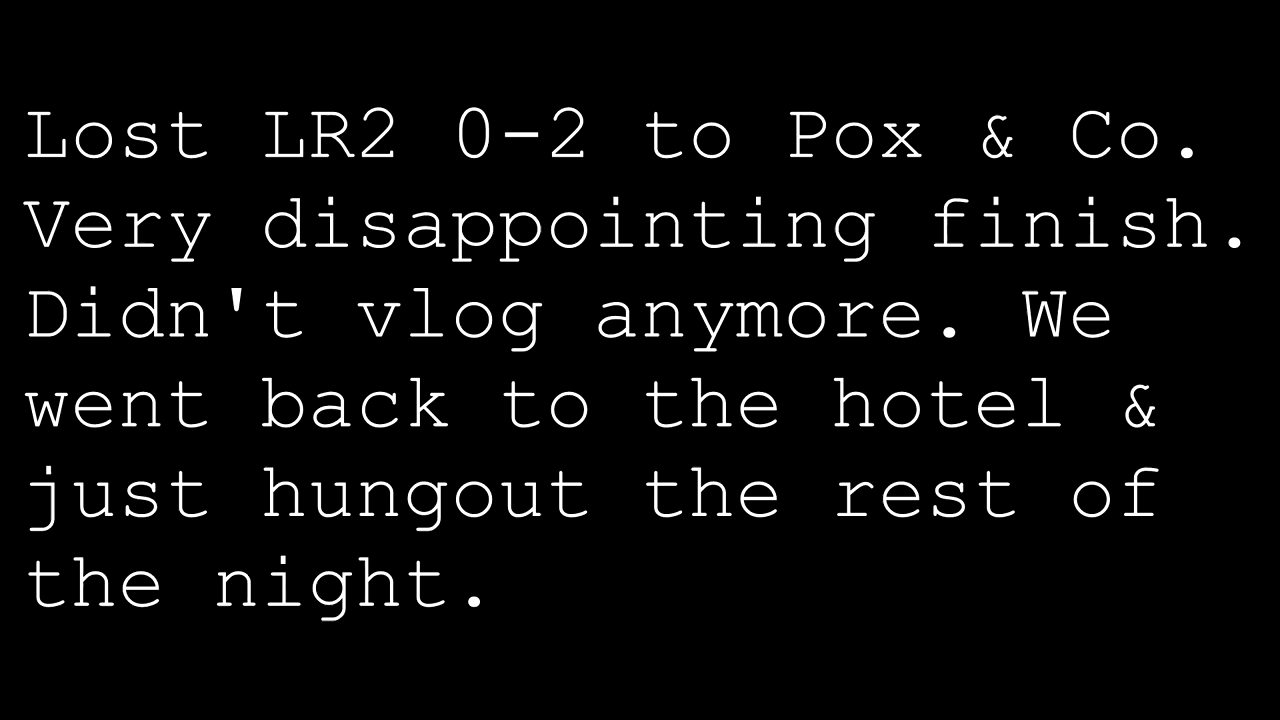 Lost LR2 0-2 to Pox & Co.
Very disappointing finish.
Didn't vlog anymore. We
went back to the hotel &
just hungout the rest of
the night.